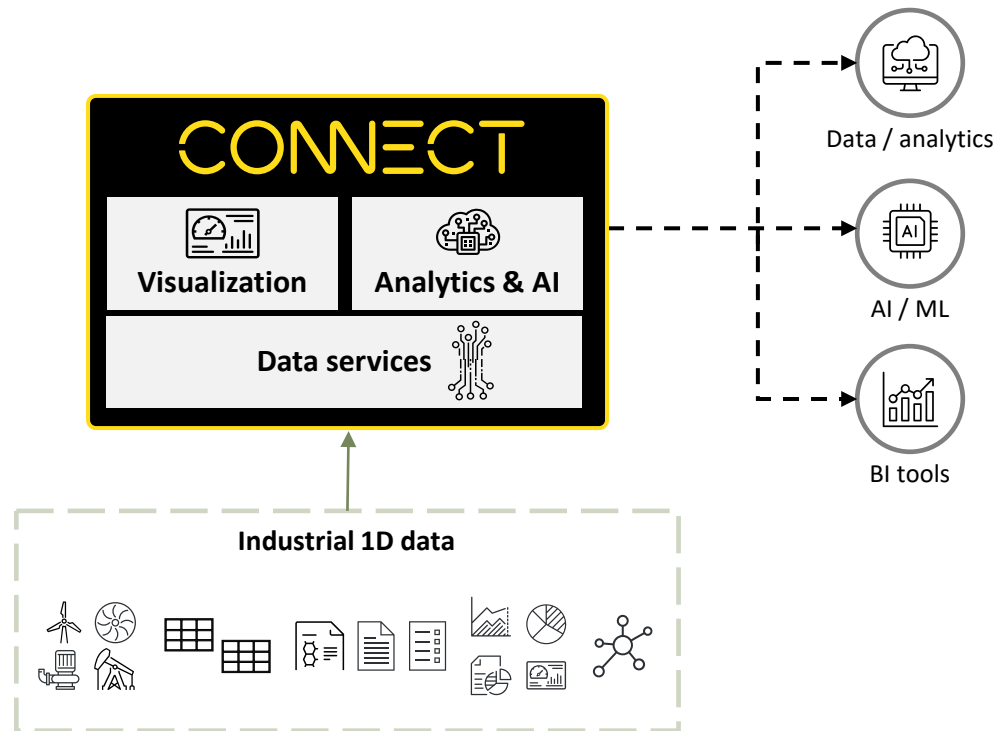 CONNECT
Visualization
Analytics & AI
Data services
Industrial 1D data
Data / analytics
AI
AI / ML
BI tools